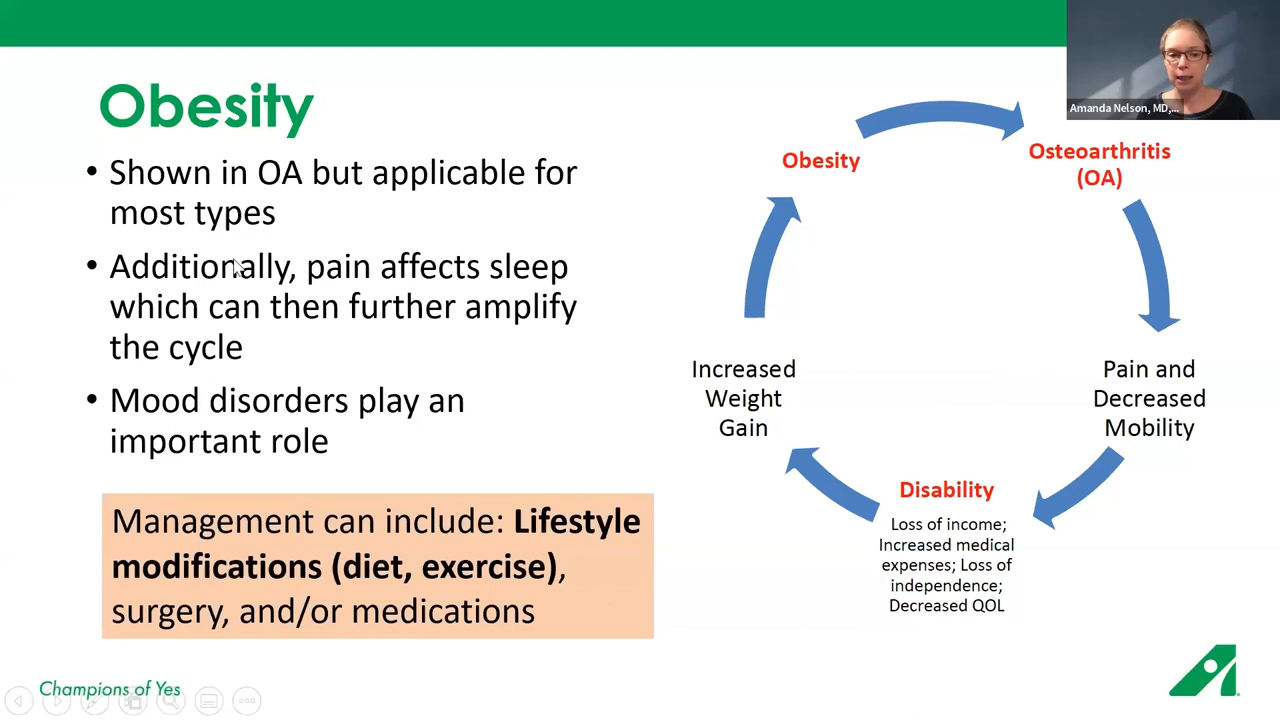 Obesity
• Shown in OA but applicable for
most types
• Additionally, pain affects sleep
which can then further amplify
the cycle
• Mood disorders play an
important role
Management can include: Lifestyle
modifications (diet, exercise),
surgery, and/or medications
Champions of Yes
Amanda Nelson, MD,...
Obesity
Osteoarthritis
(OA)
Pain and
Decreased
Mobility
Disability
Loss of income;
Increased medical
expenses; Loss of
independence;
Decreased QOL
Increased
Weight
Gain